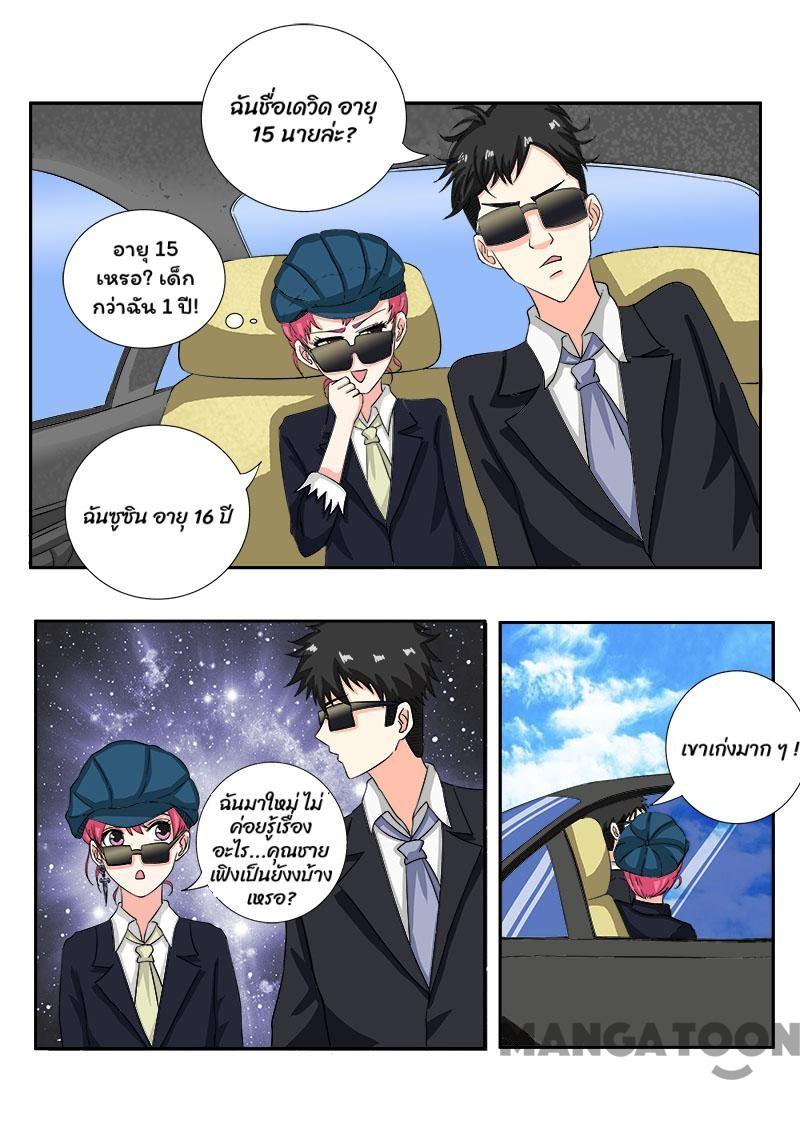 ฉันชื่อเดวิด อายุ
15 นายล่ะ?
อายุ 15
เหรอ? เด็ก
กว่าฉัน 1 ปี!
ฉันซูซิน อายุ 16 ปี
ฉันมาใหม่ ไม่
ค่อยรู้เรื่อง
อะไร...คุณชาย
เฟิงเป็นยังงบ้าง
เหรอ?
เขาเก่งมาก ๆ !
MANGATOON